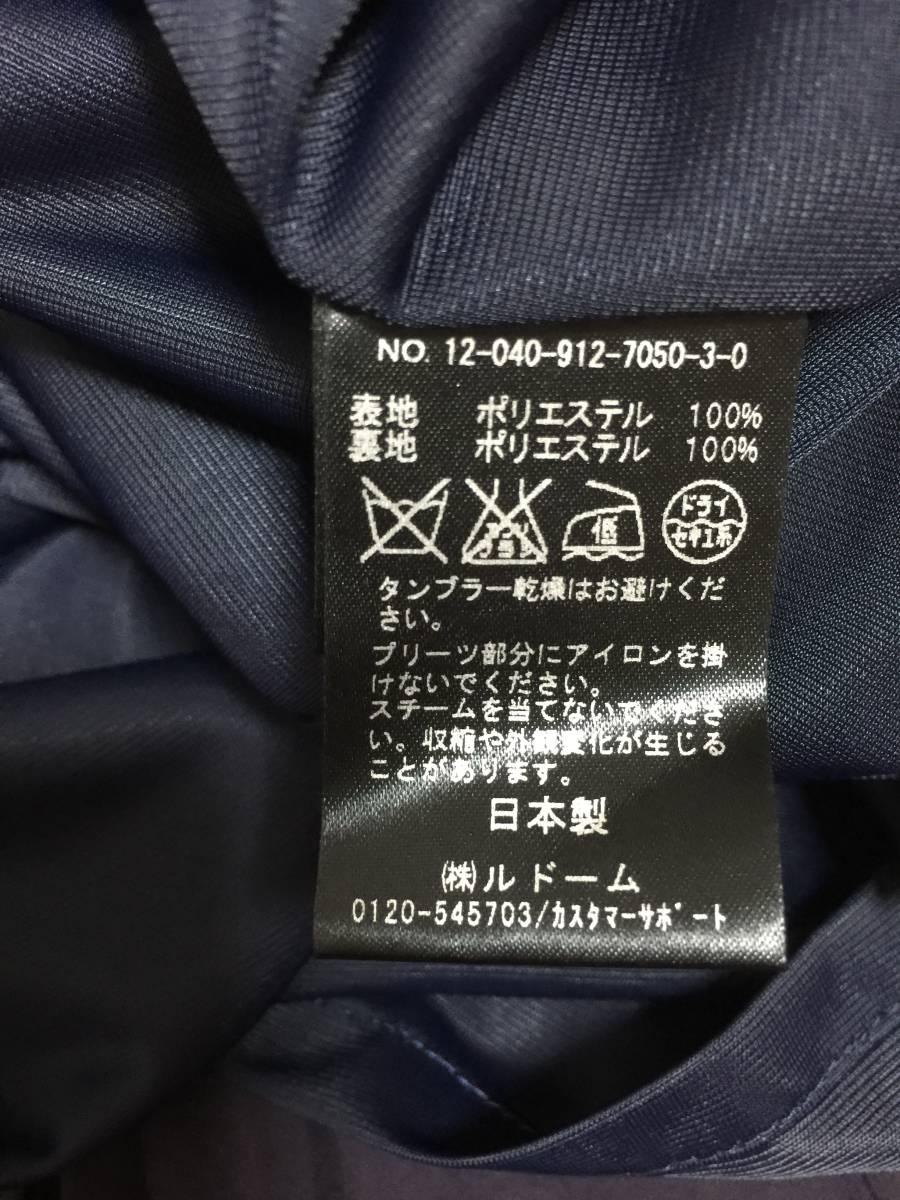 NO. 12-040-912-7050-3-0
表地 ポリエステル 100%
裏地 ポリエステル 100%
エンソ サラシ
低
ドライ
セキユ系
タンブラー乾燥はお避けくだ
さい。
プリーツ部分にアイロンを掛
けないでください。
スチームを当てないでくださ
い。収縮や外観変化が生じる
ことがあります。
日本製
㈱ルドーム
0120-545703/カスタマーサポート